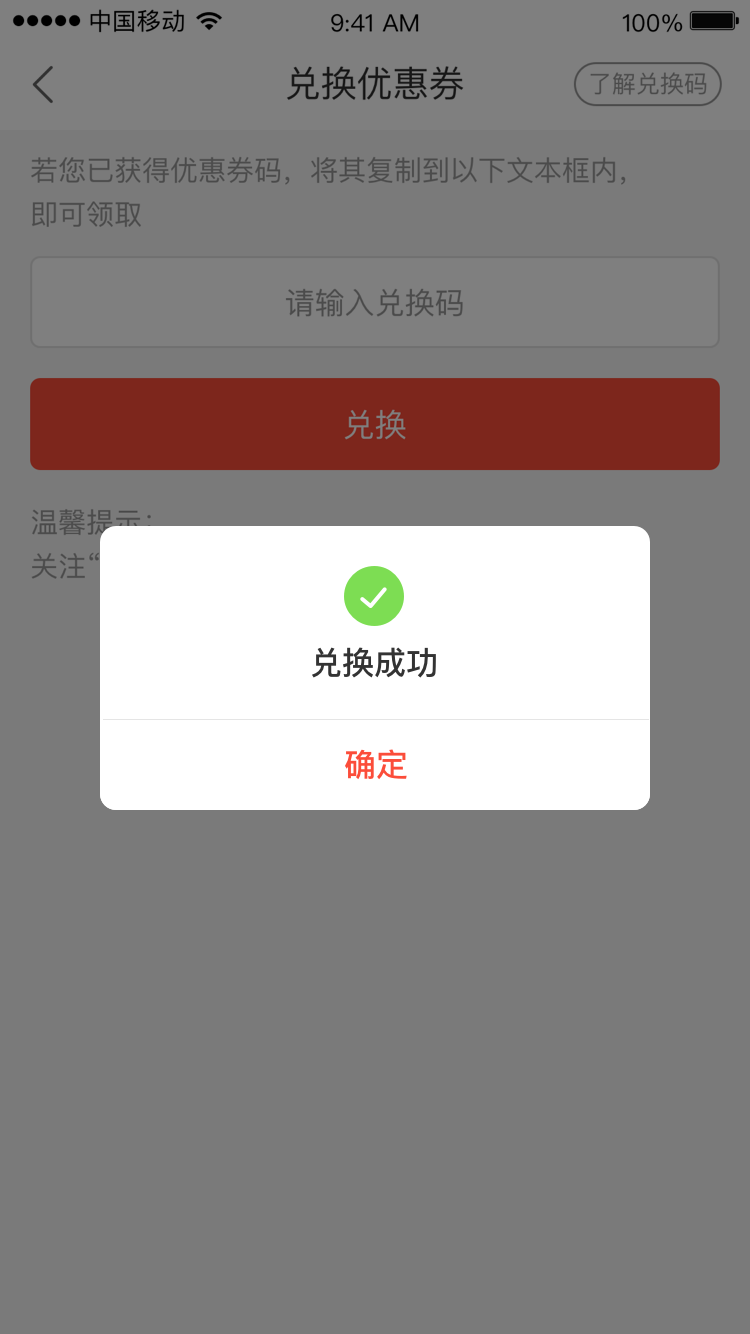 中国移动 9:41 AM 100%
兑换优惠券 了解兑换码
若您已获得优惠券码，将其复制到以下文本框内，
即可领取
请输入兑换码
兑换
温馨提示：
关注“
兑换成功
确定